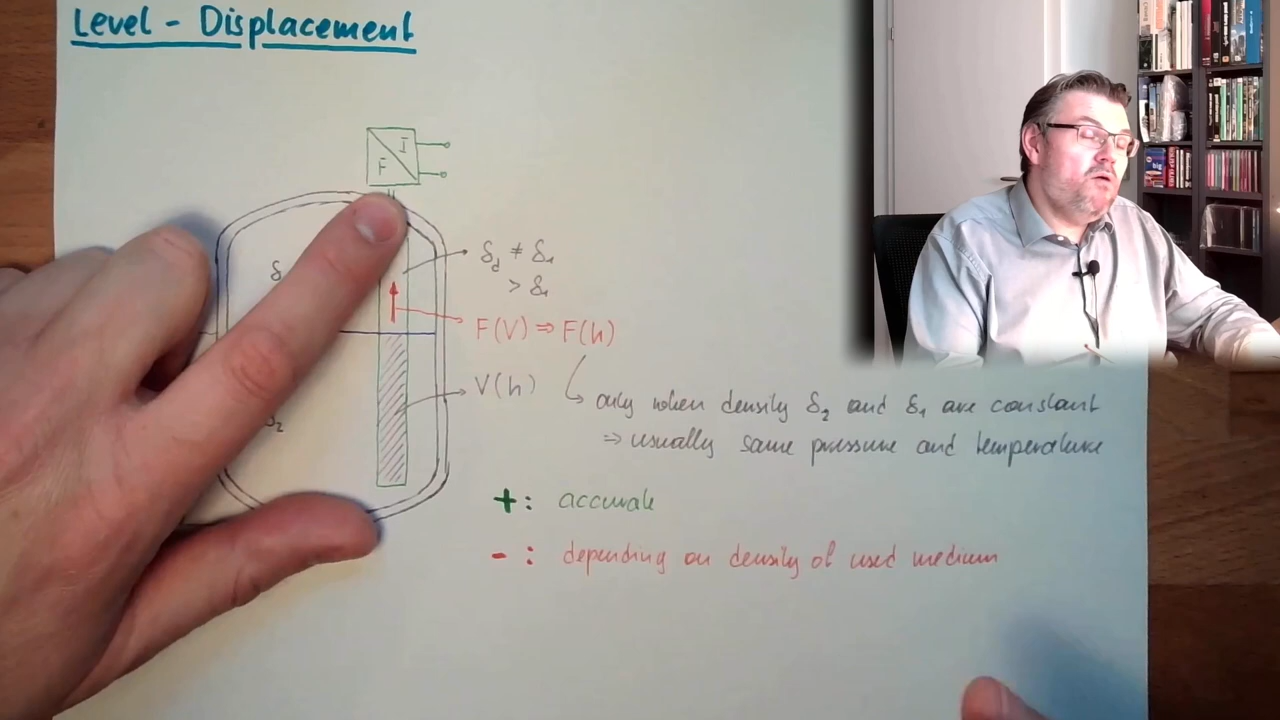 Level - Displacement
I
F
δ
δd ≠ δ1
> δ1
F(V) ⇒ F(h)
V(h)
only when density δ2 and δ1 are constant
⇒ usually same pressure and temperature
+: accurate
- : depending on density of used medium